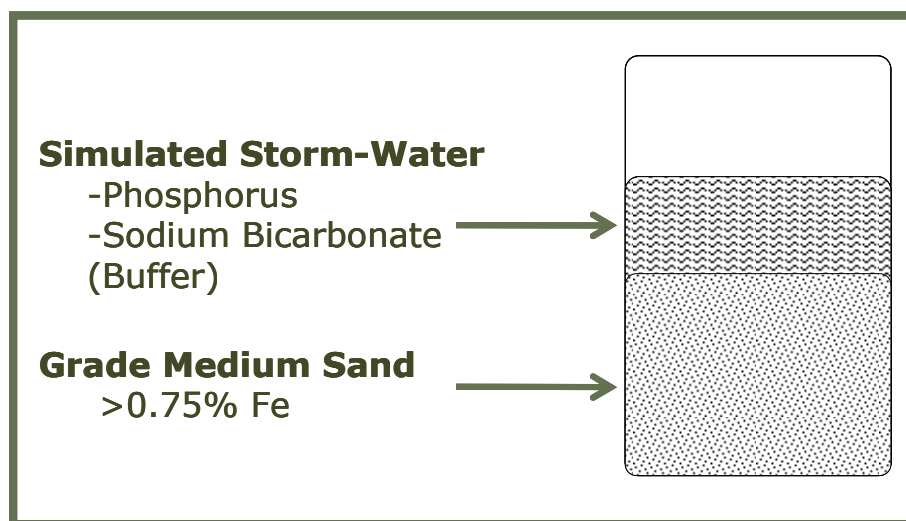 Simulated Storm-Water
-Phosphorus
-Sodium Bicarbonate
(Buffer)
Grade Medium Sand
>0.75% Fe